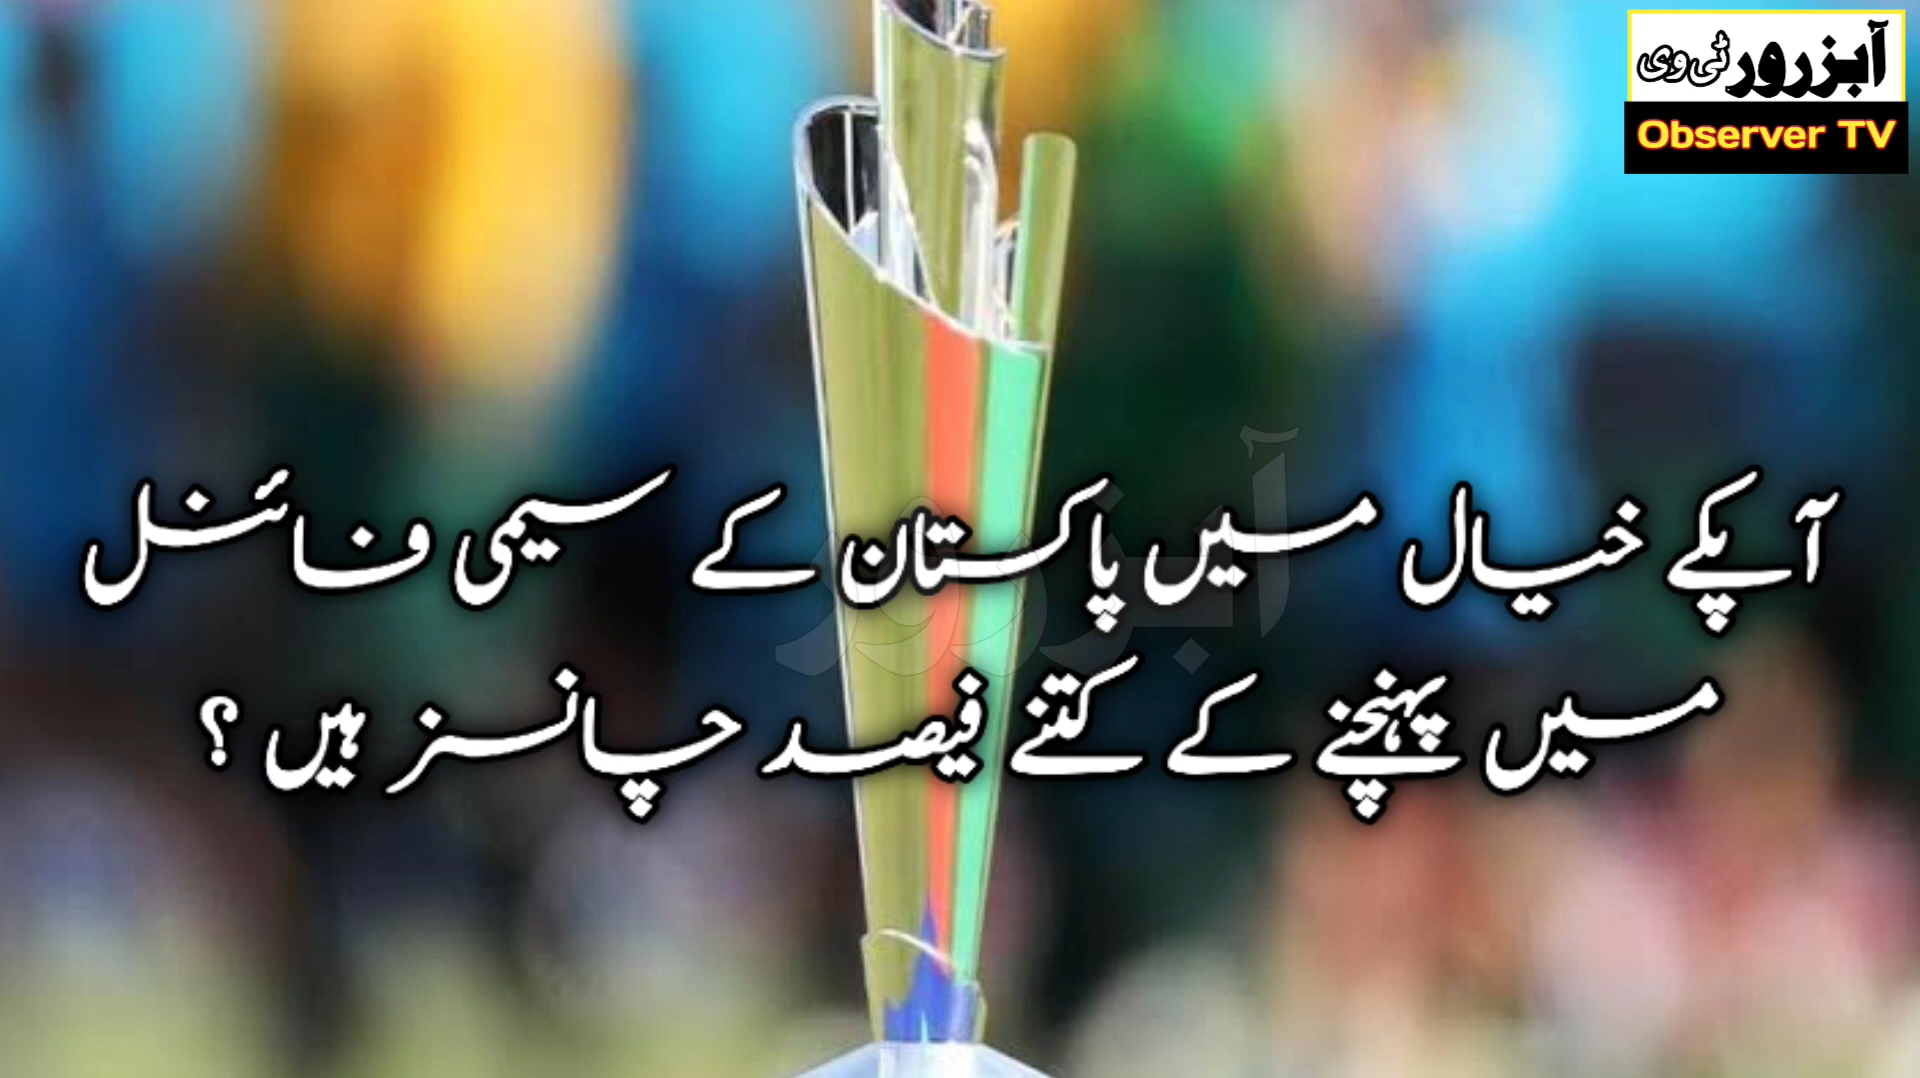 آبزرور ٹی وی
Observer TV
آپکے خیال میں پاکستان کے سیمی فائنل
میں پہنچنے کے کتنے فیصد چانسز ہیں ؟
آبزرور